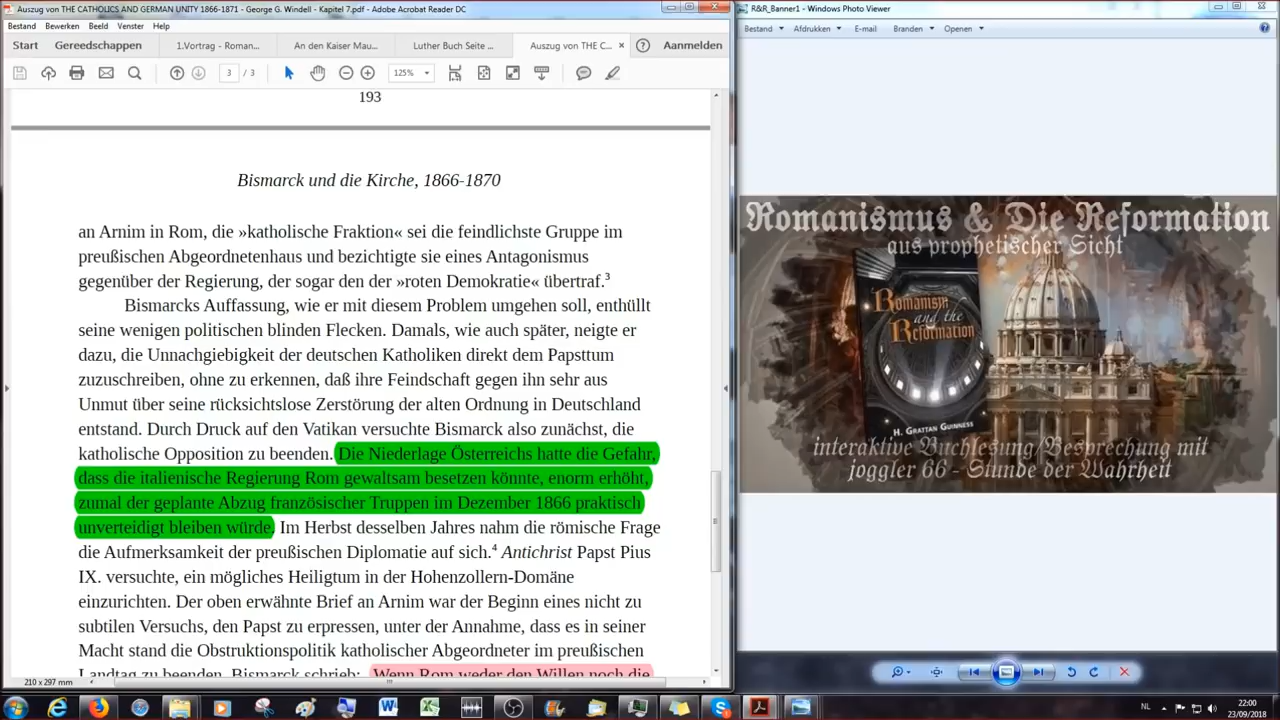 Auszug von THE CATHOLICS AND GERMAN UNITY 1866-1871 - George G. Windell - Kapitel 7.pdf - Adobe Acrobat Reader DC
Bestand Bewerken Beeld Venster Help
Start Gereedschappen 1.Vortrag - Roman... An den Kaiser Mau... Luther Buch Seite ... Auszug von THE C... × ? Anmelden
3 / 3 125%
193
Bismarck und die Kirche, 1866-1870
an Arnim in Rom, die »katholische Fraktion« sei die feindlichste Gruppe im
preußischen Abgeordnetenhaus und bezichtigte sie eines Antagonismus
gegenüber der Regierung, der sogar den der »roten Demokratie« übertraf.³
Bismarcks Auffassung, wie er mit diesem Problem umgehen soll, enthüllt
seine wenigen politischen blinden Flecken. Damals, wie auch später, neigte er
dazu, die Unnachgiebigkeit der deutschen Katholiken direkt dem Papsttum
zuzuschreiben, ohne zu erkennen, daß ihre Feindschaft gegen ihn sehr aus
Unmut über seine rücksichtslose Zerstörung der alten Ordnung in Deutschland
entstand. Durch Druck auf den Vatikan versuchte Bismarck also zunächst, die
katholische Opposition zu beenden. Die Niederlage Österreichs hatte die Gefahr,
dass die italienische Regierung Rom gewaltsam besetzen könnte, enorm erhöht,
zumal der geplante Abzug französischer Truppen im Dezember 1866 praktisch
unverteidigt bleiben würde. Im Herbst desselben Jahres nahm die römische Frage
die Aufmerksamkeit der preußischen Diplomatie auf sich.⁴ Antichrist Papst Pius
IX. versuchte, ein mögliches Heiligtum in der Hohenzollern-Domäne
einzurichten. Der oben erwähnte Brief an Arnim war der Beginn eines nicht zu
subtilen Versuchs, den Papst zu erpressen, unter der Annahme, dass es in seiner
Macht stand die Obstruktionspolitik katholischer Abgeordneter im preußischen
Landtag zu beenden. Bismarck schrieb: „Wenn Rom weder den Willen noch die
210 x 297 mm
R&R_Banner1 - Windows Photo Viewer
Bestand Afdrukken E-mail Branden Openen
Romanismus & Die Reformation
aus prophetischer Sicht
Romanism
and the
Reformation
H. GRATTAN GUINNESS
interaktive Buchlesung/Besprechung mit
joggler 66 - Stunde der Wahrheit
NL 22:00
23/09/2018